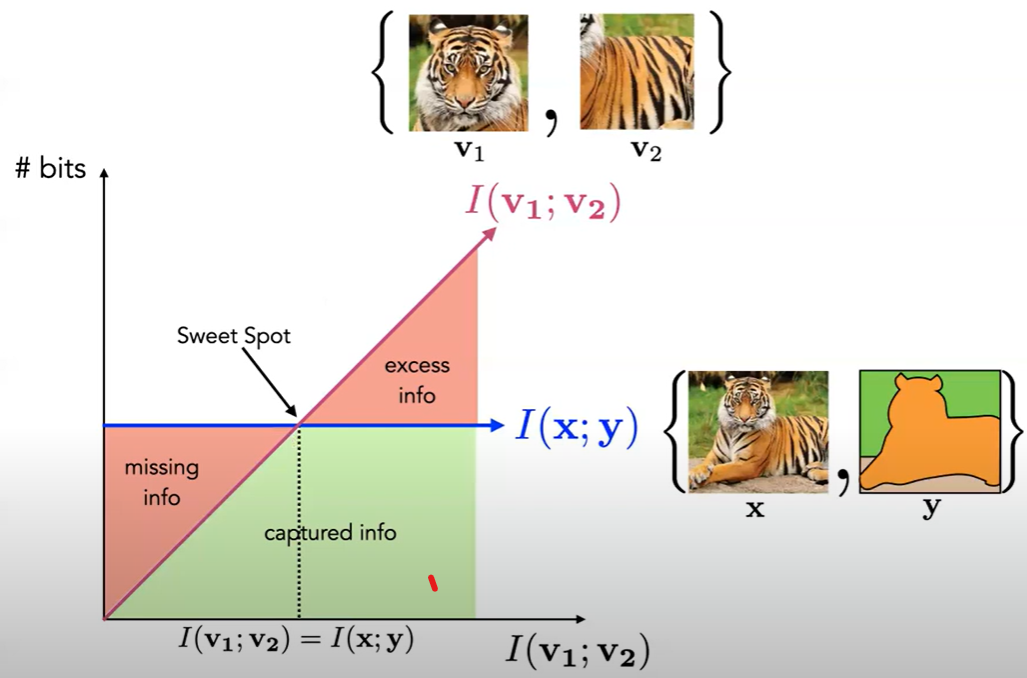 { , }
v₁ v₂
# bits
I(v₁; v₂)
Sweet Spot
excess
info
I(x; y)
{ , }
missing
info
x y
captured info
I(v₁; v₂) = I(x; y)
I(v₁; v₂)